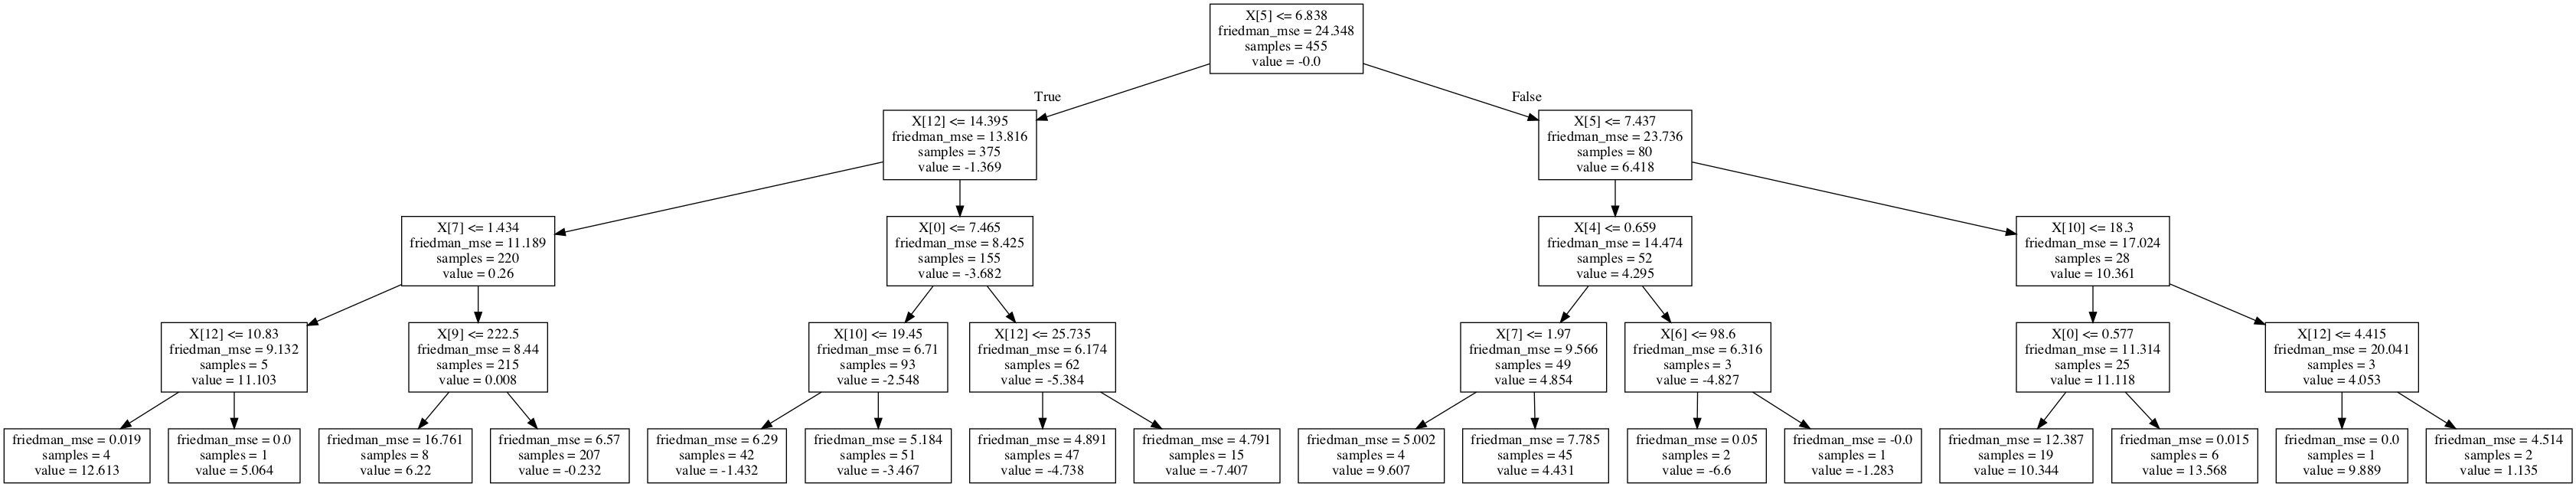 X[5] <= 6.838
friedman_mse = 24.348
samples = 455
value = -0.0
True
False
X[12] <= 14.395
friedman_mse = 13.816
samples = 375
value = -1.369
X[5] <= 7.437
friedman_mse = 23.736
samples = 80
value = 6.418
X[7] <= 1.434
friedman_mse = 11.189
samples = 220
value = 0.26
X[0] <= 7.465
friedman_mse = 8.425
samples = 155
value = -3.682
X[4] <= 0.659
friedman_mse = 14.474
samples = 52
value = 4.295
X[10] <= 18.3
friedman_mse = 17.024
samples = 28
value = 10.361
X[12] <= 10.83
friedman_mse = 9.132
samples = 5
value = 11.103
X[9] <= 222.5
friedman_mse = 8.44
samples = 215
value = 0.008
X[10] <= 19.45
friedman_mse = 6.71
samples = 93
value = -2.548
X[12] <= 25.735
friedman_mse = 6.174
samples = 62
value = -5.384
X[7] <= 1.97
friedman_mse = 9.566
samples = 49
value = 4.854
X[6] <= 98.6
friedman_mse = 6.316
samples = 3
value = -4.827
X[0] <= 0.577
friedman_mse = 11.314
samples = 25
value = 11.118
X[12] <= 4.415
friedman_mse = 20.041
samples = 3
value = 4.053
friedman_mse = 0.019
samples = 4
value = 12.613
friedman_mse = 0.0
samples = 1
value = 5.064
friedman_mse = 16.761
samples = 8
value = 6.22
friedman_mse = 6.57
samples = 207
value = -0.232
friedman_mse = 6.29
samples = 42
value = -1.432
friedman_mse = 5.184
samples = 51
value = -3.467
friedman_mse = 4.891
samples = 47
value = -4.738
friedman_mse = 4.791
samples = 15
value = -7.407
friedman_mse = 5.002
samples = 4
value = 9.607
friedman_mse = 7.785
samples = 45
value = 4.431
friedman_mse = 0.05
samples = 2
value = -6.6
friedman_mse = -0.0
samples = 1
value = -1.283
friedman_mse = 12.387
samples = 19
value = 10.344
friedman_mse = 0.015
samples = 6
value = 13.568
friedman_mse = 0.0
samples = 1
value = 9.889
friedman_mse = 4.514
samples = 2
value = 1.135